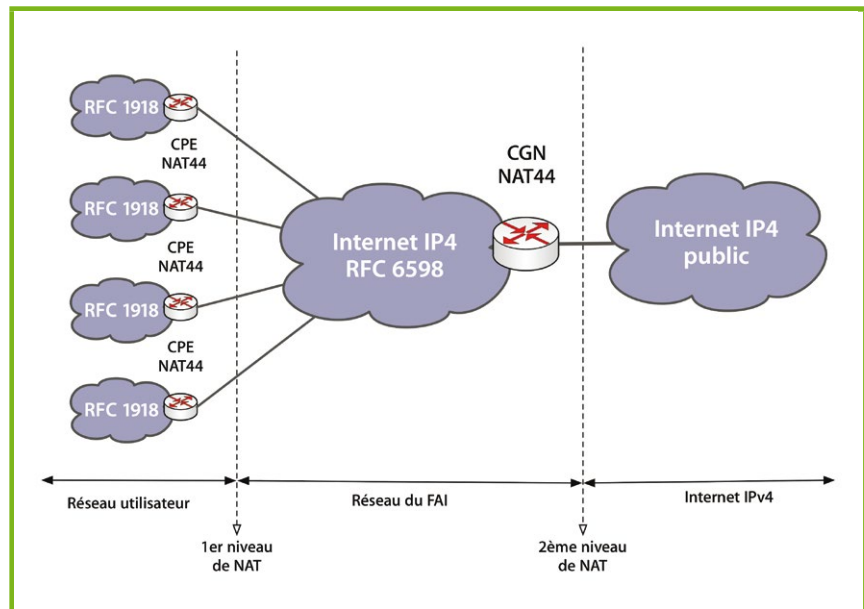 RFC 1918
CPE
NAT44
RFC 1918
CPE
NAT44
RFC 1918
CPE
NAT44
RFC 1918
Internet IP4
RFC 6598
CGN
NAT44
Internet IP4
public
Réseau utilisateur
Réseau du FAI
Internet IPv4
1er niveau
de NAT
2ème niveau
de NAT